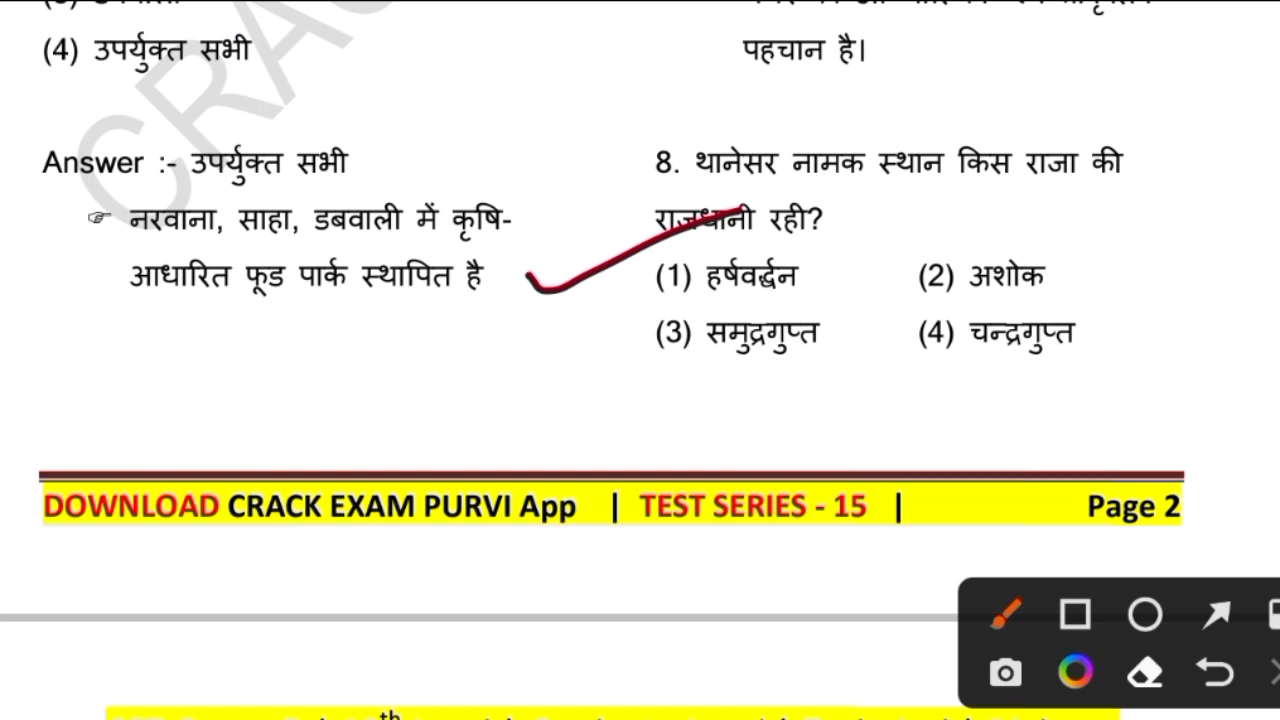 (4) उपर्युक्त सभी
Answer :- उपर्युक्त सभी
☞ नरवाना, साहा, डबवाली में कृषि-
आधारित फूड पार्क स्थापित है
पहचान है।
8. थानेसर नामक स्थान किस राजा की
राजधानी रही?
(1) हर्षवर्द्धन (2) अशोक
(3) समुद्रगुप्त (4) चन्द्रगुप्त
DOWNLOAD CRACK EXAM PURVI App | TEST SERIES - 15 | Page 2
CRA